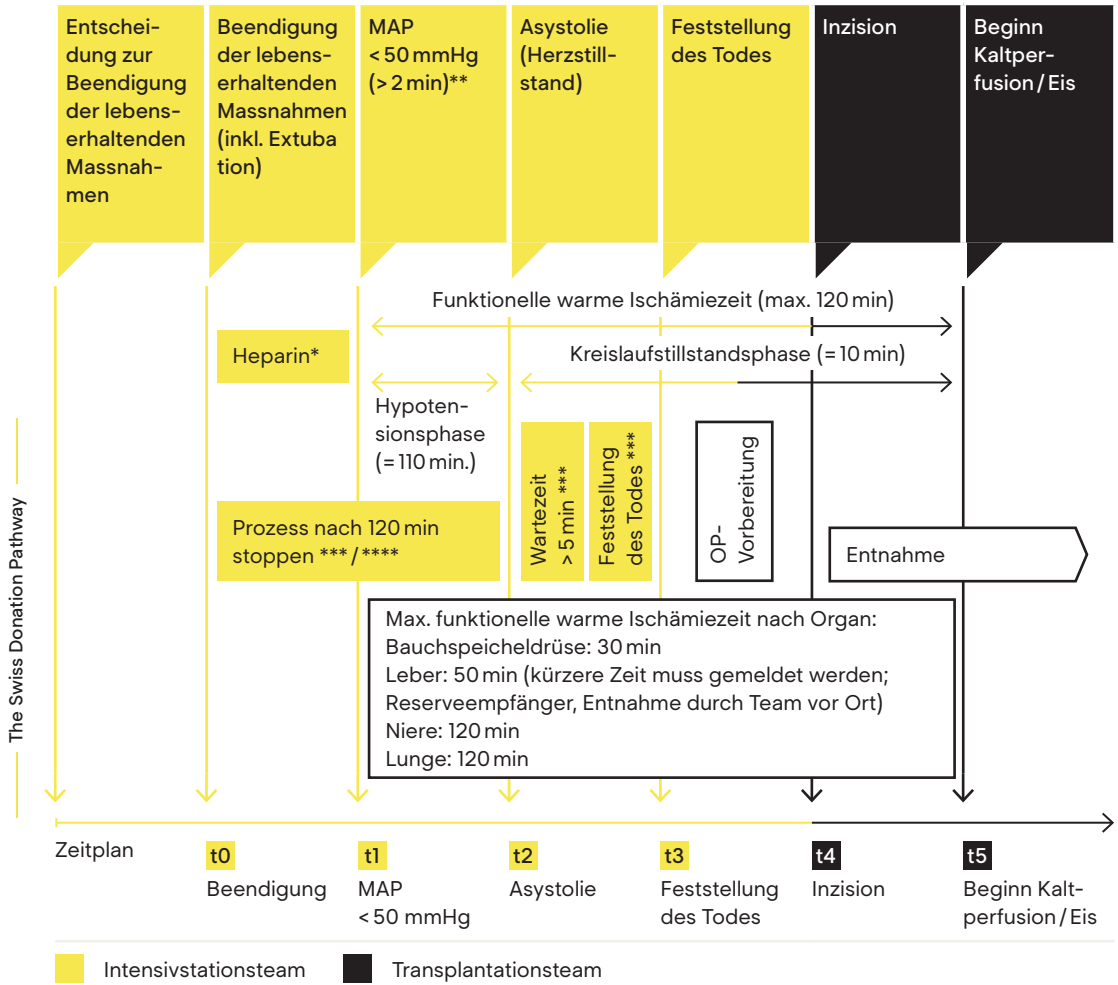 Entschei-
dung zur
Beendigung
der lebens-
erhaltenden
Massnah-
men
Beendigung
der lebens-
erhaltenden
Massnahmen
(inkl. Extuba
tion)
MAP
< 50 mmHg
(> 2 min)**
Asystolie
(Herzstill-
stand)
Feststellung
des Todes
Inzision
Beginn
Kaltper-
fusion / Eis
Funktionelle warme Ischämiezeit (max. 120 min)
Heparin*
Kreislaufstillstandsphase (= 10 min)
Hypoten-
sionsphase
(= 110 min.)
Prozess nach 120 min
stoppen *** / ****
Wartezeit
> 5 min ***
Feststellung
des Todes ***
OP-
Vorbereitung
Entnahme
Max. funktionelle warme Ischämiezeit nach Organ:
Bauchspeicheldrüse: 30 min
Leber: 50 min (kürzere Zeit muss gemeldet werden;
Reserveempfänger, Entnahme durch Team vor Ort)
Niere: 120 min
Lunge: 120 min
The Swiss Donation Pathway
Zeitplan
t0
Beendigung
t1
MAP
< 50 mmHg
t2
Asystolie
t3
Feststellung
des Todes
t4
Inzision
t5
Beginn Kalt-
perfusion / Eis
Intensivstationsteam
Transplantationsteam